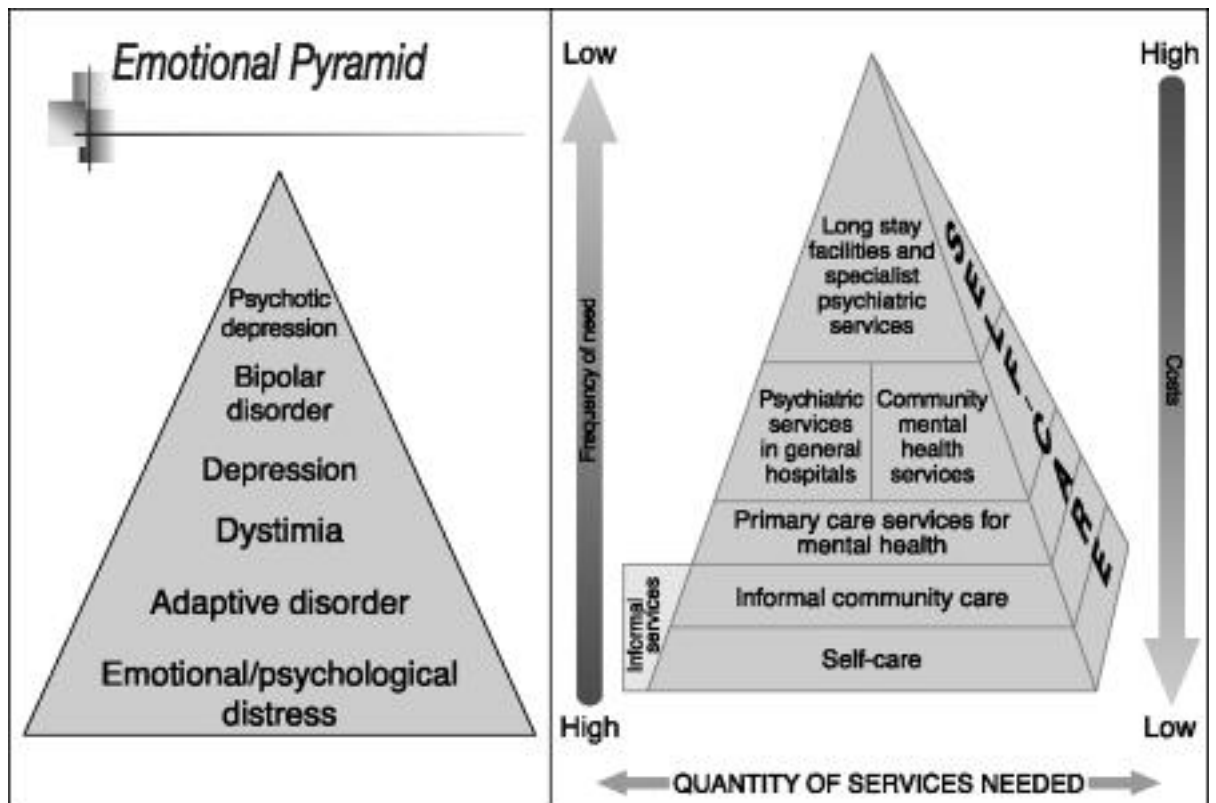 Emotional Pyramid
Psychotic
depression
Bipolar
disorder
Depression
Dystimia
Adaptive disorder
Emotional/psychological
distress
Low
High
Frequency of need
Long stay
facilities and
specialist
psychiatric
services
Psychiatric
services
in general
hospitals
Community
mental
health
services
Primary care services for
mental health
Informal
services
Informal community care
Self-care
SELF-CARE
High
Costs
Low
QUANTITY OF SERVICES NEEDED